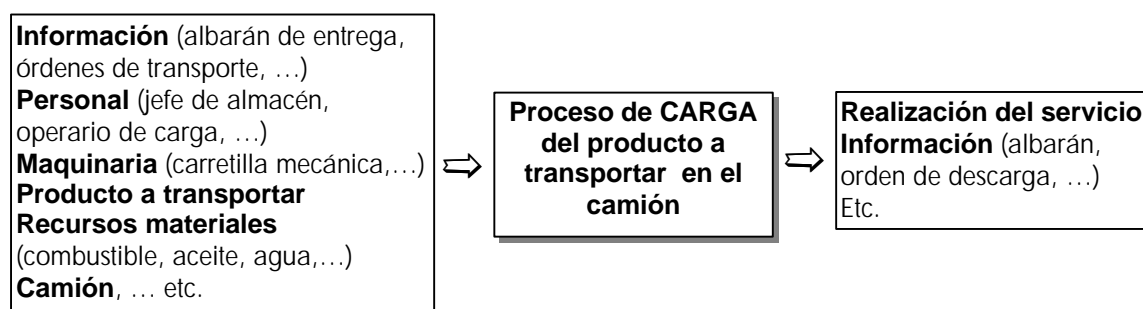 Información (albarán de entrega,
órdenes de transporte, …)
Personal (jefe de almacén,
operario de carga, …)
Maquinaria (carretilla mecánica,…)
Producto a transportar
Recursos materiales
(combustible, aceite, agua,…)
Camión, … etc.
Proceso de CARGA
del producto a
transportar en el
camión
Realización del servicio
Información (albarán,
orden de descarga, …)
Etc.